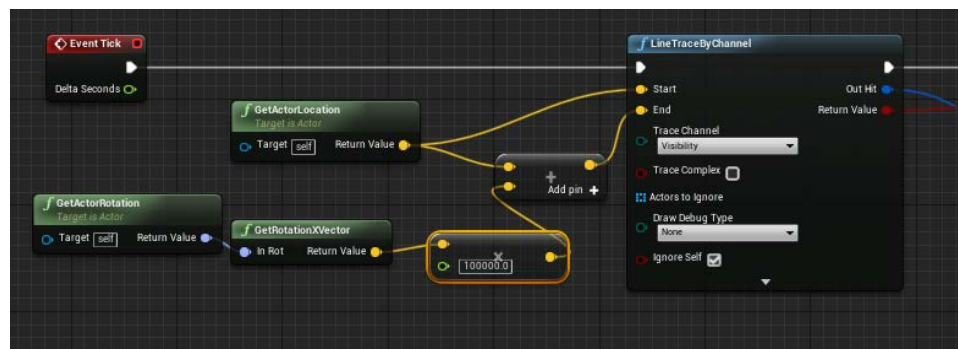 Event Tick
Delta Seconds
GetActorLocation
Target is Actor
Target self Return Value
GetActorRotation
Target is Actor
Target self Return Value
GetRotationXVector
In Rot Return Value
100000.0
Add pin +
LineTraceByChannel
Start Out Hit
End Return Value
Trace Channel
Visibility
Trace Complex
Actors to Ignore
Draw Debug Type
None
Ignore Self